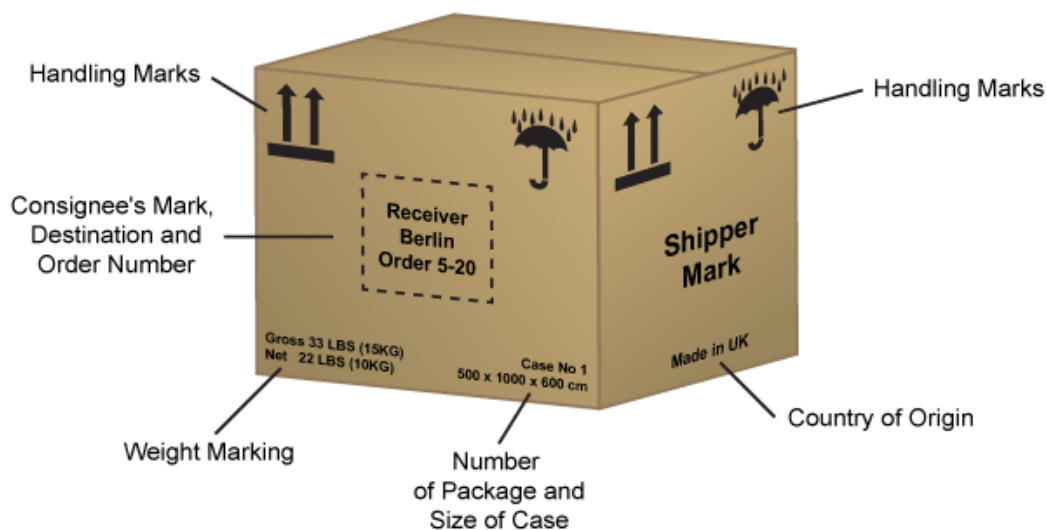 Handling Marks
Handling Marks
Consignee's Mark,
Destination and
Order Number
Receiver
Berlin
Order 5-20
Shipper
Mark
Gross 33 LBS (15KG)
Net 22 LBS (10KG)
Case No 1
500 x 1000 x 600 cm
Made in UK
Weight Marking
Number
of Package and
Size of Case
Country of Origin